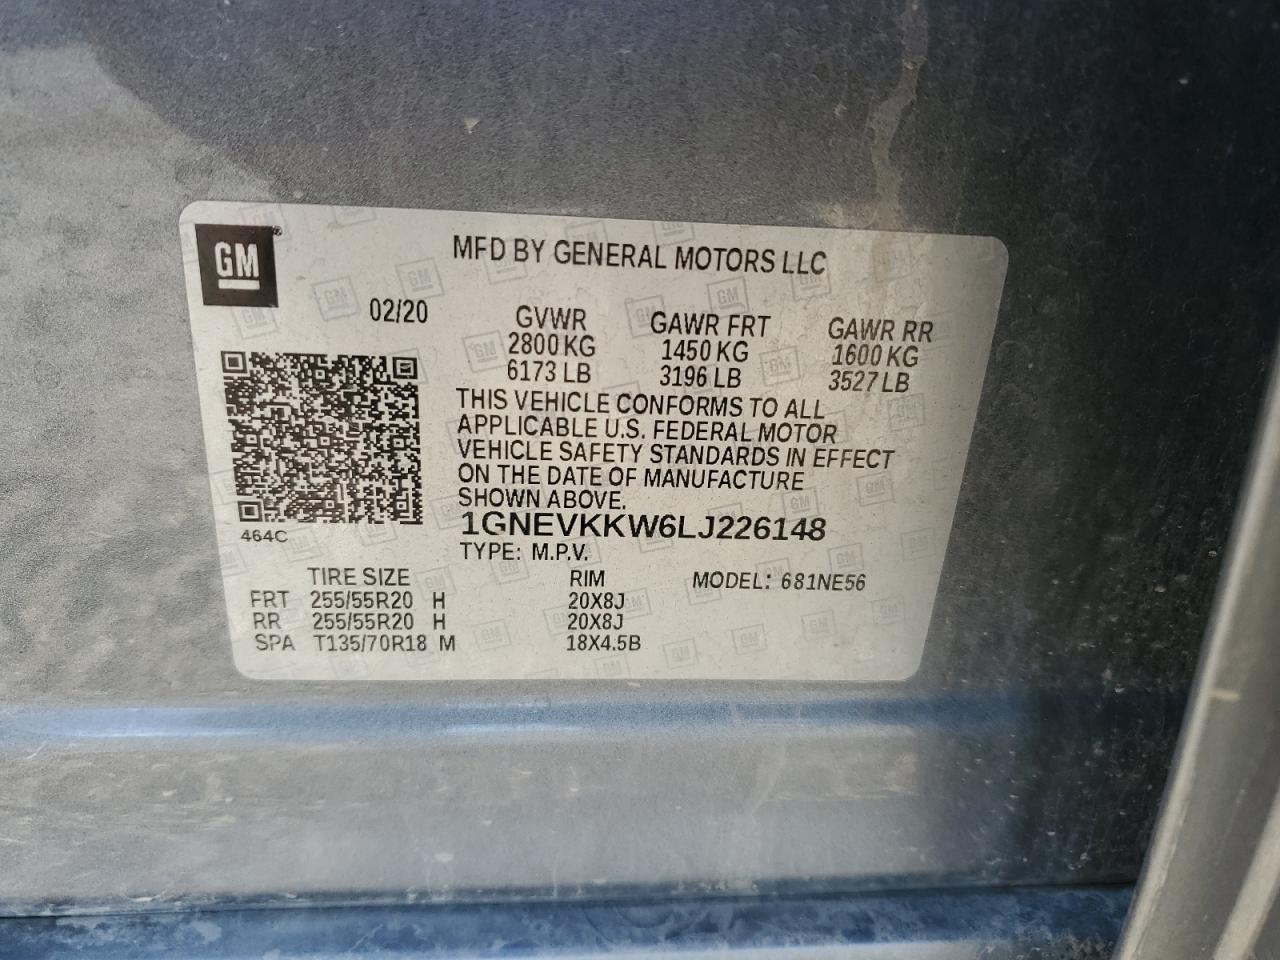 GM
MFD BY GENERAL MOTORS LLC
02/20
GVWR GAWR FRT GAWR RR
2800 KG 1450 KG 1600 KG
6173 LB 3196 LB 3527 LB
THIS VEHICLE CONFORMS TO ALL
APPLICABLE U.S. FEDERAL MOTOR
VEHICLE SAFETY STANDARDS IN EFFECT
ON THE DATE OF MANUFACTURE
SHOWN ABOVE.
1GNEVKKW6LJ226148
464C
TYPE: M.P.V.
TIRE SIZE RIM MODEL: 681NE56
FRT 255/55R20 H 20X8J
RR 255/55R20 H 20X8J
SPA T135/70R18 M 18X4.5B